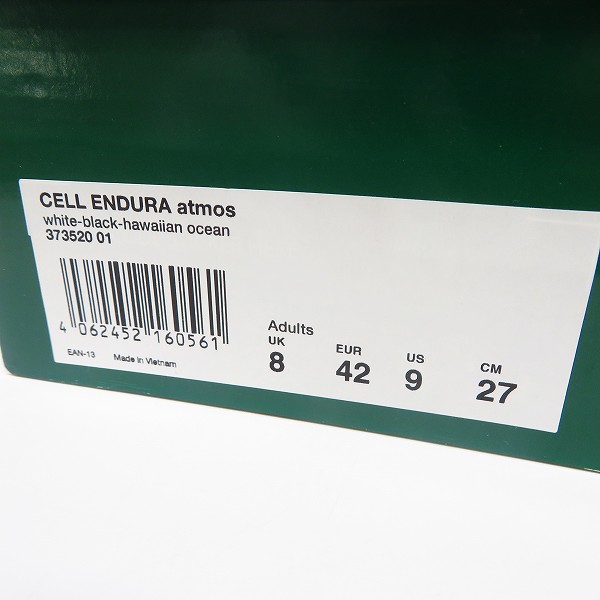 CELL ENDURA atmos
white-black-hawaiian ocean
373520 01
4 062452 160561
EAN-13 Made in Vietnam
Adults
UK EUR US CM
8 42 9 27